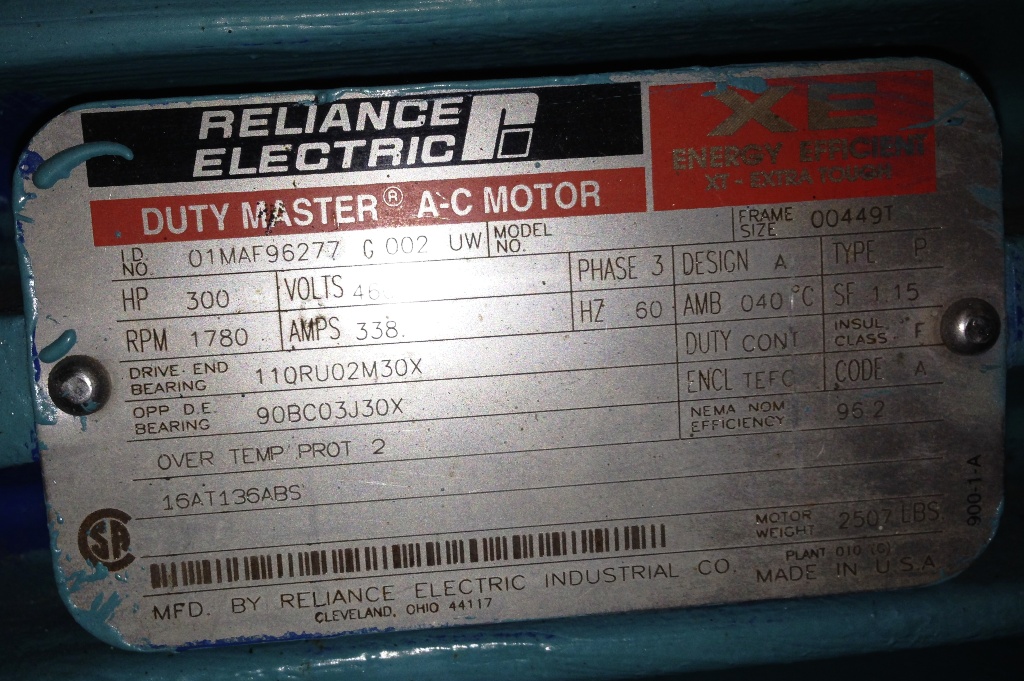 RELIANCE
ELECTRIC
XE
ENERGY EFFICIENT
XT - EXTRA TOUGH
DUTY MASTER® A-C MOTOR
I.D. NO. 01MAF96277 G 002 UW MODEL NO. FRAME SIZE 00449T
HP 300 VOLTS 46 PHASE 3 DESIGN A TYPE P
RPM 1780 AMPS 338. HZ 60 AMB 040°C SF 1.15
DRIVE END BEARING 110RU02M30X DUTY CONT INSUL. CLASS F
OPP D.E. BEARING 90BC03J30X ENCL TEFC CODE A
OVER TEMP PROT 2 NEMA NOM EFFICIENCY 96.2
16AT136ABS
900-1-A
SA
MOTOR WEIGHT 2507 LBS
MFD. BY RELIANCE ELECTRIC INDUSTRIAL CO. PLANT 010 (G)
CLEVELAND, OHIO 44117 MADE IN U.S.A